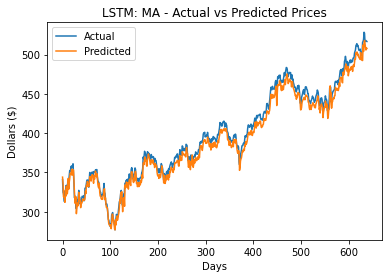 LSTM: MA - Actual vs Predicted Prices
Actual
Predicted
Dollars ($)
500
450
400
350
300
0 100 200 300 400 500 600
Days